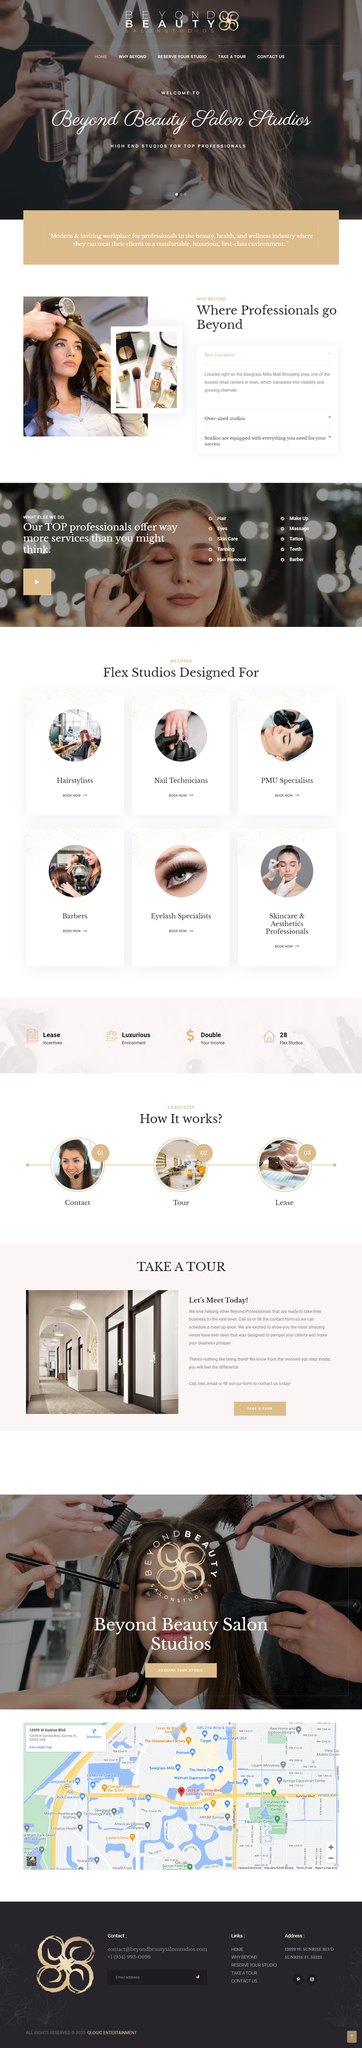 BEYOND
BEAUTY
SALON STUDIOS
HOME WHY BEYOND RESERVE YOUR STUDIO TAKE A TOUR CONTACT US
WELCOME TO
Beyond Beauty Salon Studios
HIGH END STUDIOS FOR TOP PROFESSIONALS
"Modern & inviting workplace for professionals in the beauty, health, and wellness industry where
they can treat their clients to a comfortable, luxurious, first-class environment. "
WHY BEYOND
Where Professionals go
Beyond
Best Location
Located right on the Sawgrass Mills Mall Shopping area, one of the
busiest retail centers in town, which translates into visibility and
growing channels.
Over-sized studios
Studios are equipped with everything you need for your
success
WHAT ELSE WE DO
Our TOP professionals offer way
more services than you might
think.
Hair
Eyes
Skin Care
Tanning
Hair Removal
Make Up
Massage
Tattoo
Teeth
Barber
WE OFFER
Flex Studios Designed For
Hairstylists
BOOK NOW
Nail Technicians
BOOK NOW
PMU Specialists
BOOK NOW
Barbers
BOOK NOW
Eyelash Specialists
BOOK NOW
Skincare &
Aesthetics
Professionals
BOOK NOW
Lease
Incentives
Luxurious
Environment
Double
Your Income
28
Flex Studios
3 EASY STEP
How It works?
01
Contact
02
Tour
03
Lease
TAKE A TOUR
Let's Meet Today!
We love helping other Beyond Professionals that are ready to take their
business to the next level. Call us or fill the contact form so we can
schedule a meet up soon. We are excited to show you the most amazing
venue have ever seen that was designed to pamper your clients and make
your business prosper.
There's nothing like being there! We know from the moment you step inside,
you will feel the difference.
Call, text, email or fill out our form to contact us today!
TAKE A TOUR
BEYOND BEAUTY
SALON STUDIOS
Beyond Beauty Salon
Studios
RESERVE YOUR STUDIO
12699 W Sunrise Blvd
Directions
View larger map
The Cheesecake Factory
Target
Sawgrass Mills
The Home Depot
Walmart Supercenter
Contact :
contact@beyondbeautysalonstudios.com
+1 (954) 993-0696
Email address
Links :
HOME
WHY BEYOND
RESERVE YOUR STUDIO
TAKE A TOUR
CONTACT US
Address :
12699 W. SUNRISE BLVD
SUNRISE FL 33323
ALL RIGHTS RESERVED © 2023 QLOGIC ENTERTAINMENT